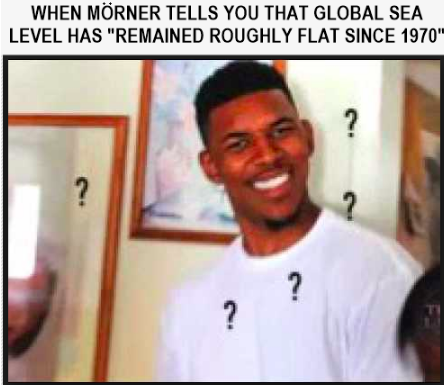 WHEN MÖRNER TELLS YOU THAT GLOBAL SEA
LEVEL HAS "REMAINED ROUGHLY FLAT SINCE 1970"
?
?
?
?
?